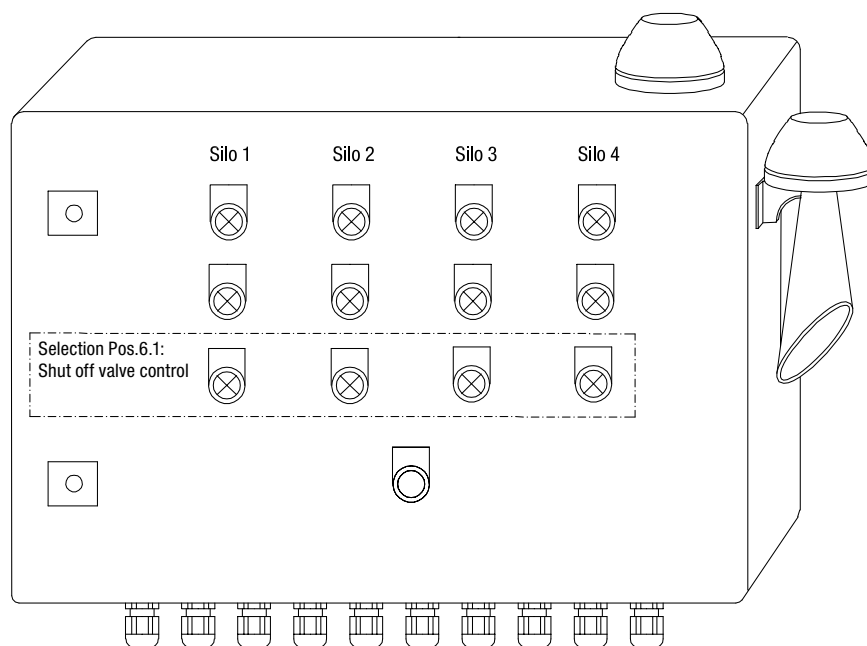 Silo 1 Silo 2 Silo 3 Silo 4
Selection Pos.6.1:
Shut off valve control